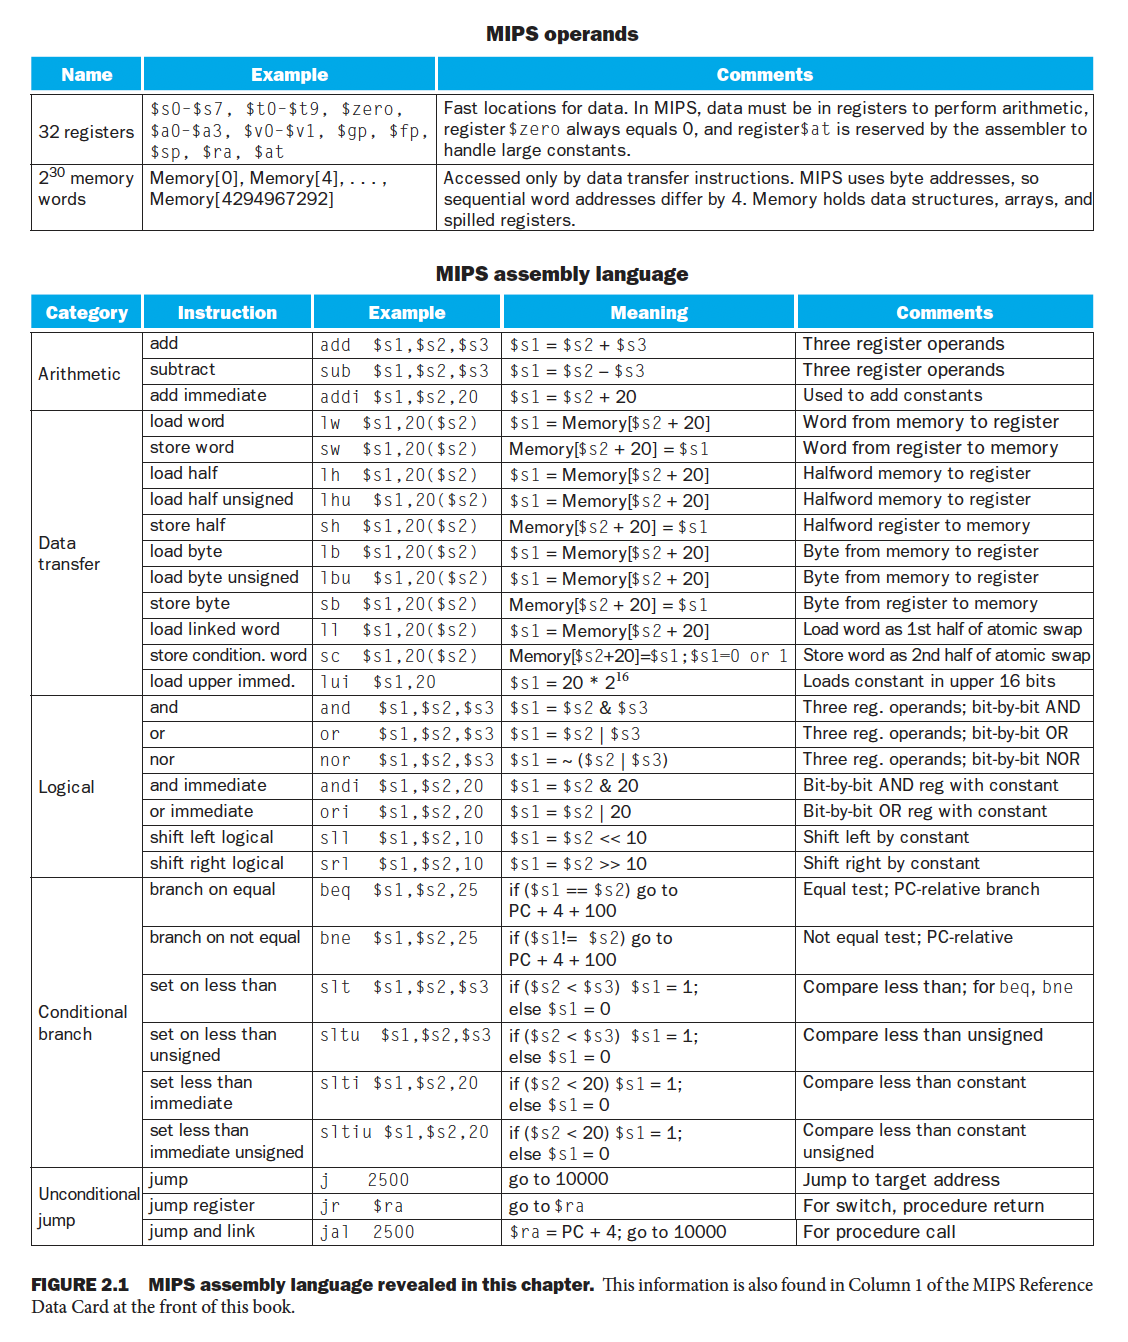 MIPS operands
Name Example Comments
32 registers $s0–$s7, $t0–$t9, $zero, $a0–$a3, $v0–$v1, $gp, $fp, $sp, $ra, $at Fast locations for data. In MIPS, data must be in registers to perform arithmetic, register $zero always equals 0, and register $at is reserved by the assembler to handle large constants.
2^30 memory words Memory[0], Memory[4], . . . , Memory[4294967292] Accessed only by data transfer instructions. MIPS uses byte addresses, so sequential word addresses differ by 4. Memory holds data structures, arrays, and spilled registers.
MIPS assembly language
Category Instruction Example Meaning Comments
Arithmetic
add add $s1,$s2,$s3 $s1 = $s2 + $s3 Three register operands
subtract sub $s1,$s2,$s3 $s1 = $s2 – $s3 Three register operands
add immediate addi $s1,$s2,20 $s1 = $s2 + 20 Used to add constants
Data transfer
load word lw $s1,20($s2) $s1 = Memory[$s2 + 20] Word from memory to register
store word sw $s1,20($s2) Memory[$s2 + 20] = $s1 Word from register to memory
load half lh $s1,20($s2) $s1 = Memory[$s2 + 20] Halfword memory to register
load half unsigned lhu $s1,20($s2) $s1 = Memory[$s2 + 20] Halfword memory to register
store half sh $s1,20($s2) Memory[$s2 + 20] = $s1 Halfword register to memory
load byte lb $s1,20($s2) $s1 = Memory[$s2 + 20] Byte from memory to register
load byte unsigned lbu $s1,20($s2) $s1 = Memory[$s2 + 20] Byte from memory to register
store byte sb $s1,20($s2) Memory[$s2 + 20] = $s1 Byte from register to memory
load linked word ll $s1,20($s2) $s1 = Memory[$s2 + 20] Load word as 1st half of atomic swap
store condition. word sc $s1,20($s2) Memory[$s2+20]=$s1;$s1=0 or 1 Store word as 2nd half of atomic swap
load upper immed. lui $s1,20 $s1 = 20 * 2^16 Loads constant in upper 16 bits
Logical
and and $s1,$s2,$s3 $s1 = $s2 & $s3 Three reg. operands; bit-by-bit AND
or or $s1,$s2,$s3 $s1 = $s2 | $s3 Three reg. operands; bit-by-bit OR
nor nor $s1,$s2,$s3 $s1 = ~ ($s2 | $s3) Three reg. operands; bit-by-bit NOR
and immediate andi $s1,$s2,20 $s1 = $s2 & 20 Bit-by-bit AND reg with constant
or immediate ori $s1,$s2,20 $s1 = $s2 | 20 Bit-by-bit OR reg with constant
shift left logical sll $s1,$s2,10 $s1 = $s2 << 10 Shift left by constant
shift right logical srl $s1,$s2,10 $s1 = $s2 >> 10 Shift right by constant
Conditional branch
branch on equal beq $s1,$s2,25 if ($s1 == $s2) go to PC + 4 + 100 Equal test; PC-relative branch
branch on not equal bne $s1,$s2,25 if ($s1!= $s2) go to PC + 4 + 100 Not equal test; PC-relative
set on less than slt $s1,$s2,$s3 if ($s2 < $s3) $s1 = 1; else $s1 = 0 Compare less than; for beq, bne
set on less than unsigned sltu $s1,$s2,$s3 if ($s2 < $s3) $s1 = 1; else $s1 = 0 Compare less than unsigned
set less than immediate slti $s1,$s2,20 if ($s2 < 20) $s1 = 1; else $s1 = 0 Compare less than constant
set less than immediate unsigned sltiu $s1,$s2,20 if ($s2 < 20) $s1 = 1; else $s1 = 0 Compare less than constant unsigned
Unconditional jump
jump j 2500 go to 10000 Jump to target address
jump register jr $ra go to $ra For switch, procedure return
jump and link jal 2500 $ra = PC + 4; go to 10000 For procedure call
FIGURE 2.1 MIPS assembly language revealed in this chapter. This information is also found in Column 1 of the MIPS Reference
Data Card at the front of this book.